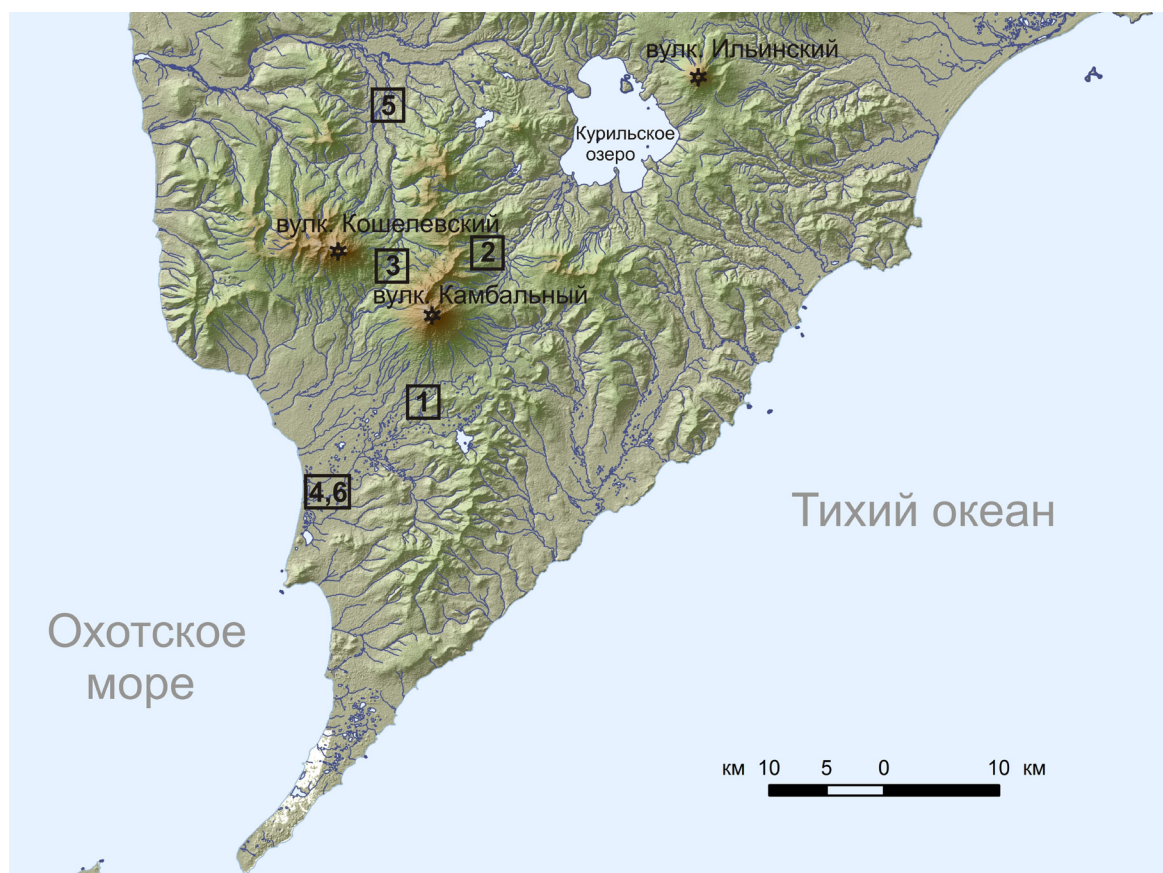 вулк. Ильинский
5
Курильское
озеро
вулк. Кошелевский
2
3
вулк. Камбальный
1
4,6
Тихий океан
Охотское
море
км 10 5 0 10 км